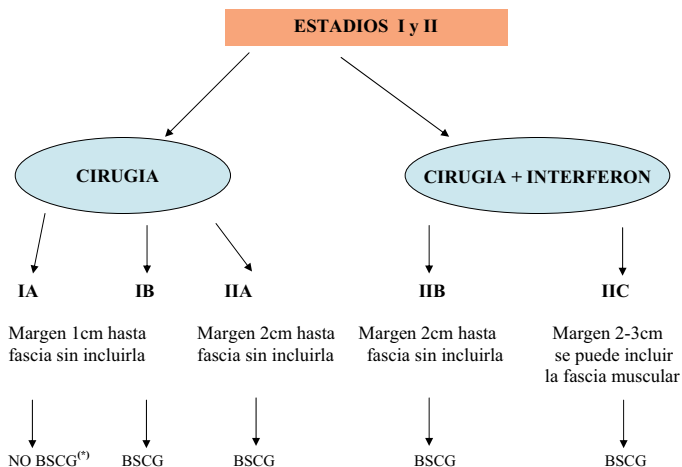 ESTADIOS I y II
CIRUGIA
CIRUGIA + INTERFERON
IA
IB
IIA
IIB
IIC
Margen 1cm hasta
fascia sin incluirla
Margen 2cm hasta
fascia sin incluirla
Margen 2cm hasta
fascia sin incluirla
Margen 2-3cm
se puede incluir
la fascia muscular
NO BSCG(*)
BSCG
BSCG
BSCG
BSCG